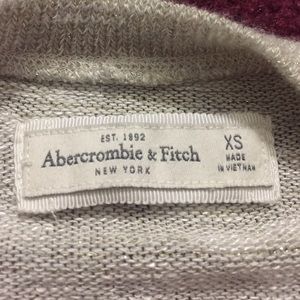 EST. 1892
Abercrombie & Fitch
NEW YORK
XS
MADE
IN VIETNAM